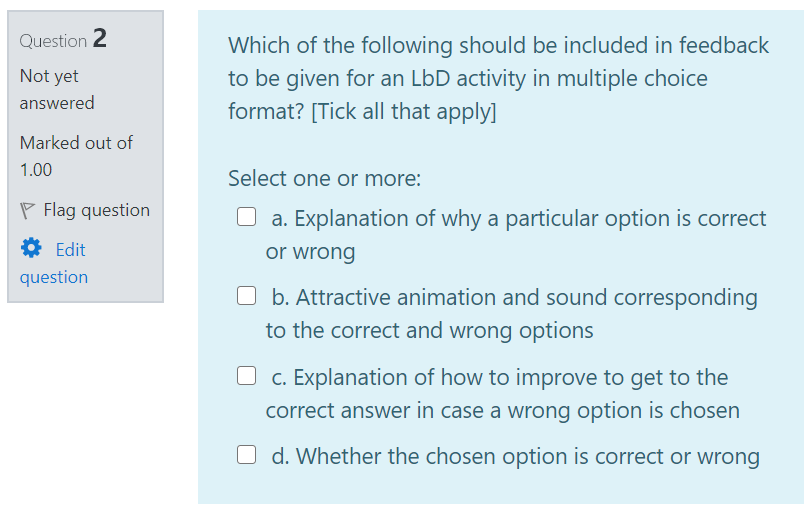 Question 2
Not yet
answered
Marked out of
1.00
Flag question
Edit
question
Which of the following should be included in feedback
to be given for an LbD activity in multiple choice
format? [Tick all that apply]
Select one or more:
a. Explanation of why a particular option is correct
or wrong
b. Attractive animation and sound corresponding
to the correct and wrong options
c. Explanation of how to improve to get to the
correct answer in case a wrong option is chosen
d. Whether the chosen option is correct or wrong